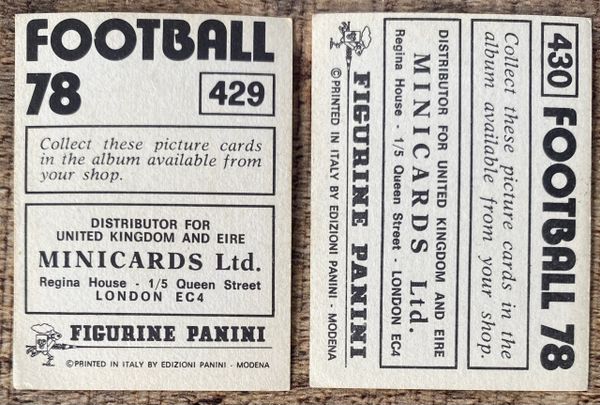 FOOTBALL
78
429
Collect these picture cards
in the album available from
your shop.
DISTRIBUTOR FOR
UNITED KINGDOM AND EIRE
MINICARDS Ltd.
Regina House - 1/5 Queen Street
LONDON EC4
FIGURINE PANINI
©PRINTED IN ITALY BY EDIZIONI PANINI - MODENA
430 FOOTBALL 78
Collect these picture cards in the
album available from your shop.
DISTRIBUTOR FOR UNITED KINGDOM AND EIRE
MINICARDS Ltd.
Regina House - 1/5 Queen Street - LONDON EC4
FIGURINE PANINI
©PRINTED IN ITALY BY EDIZIONI PANINI - MODENA